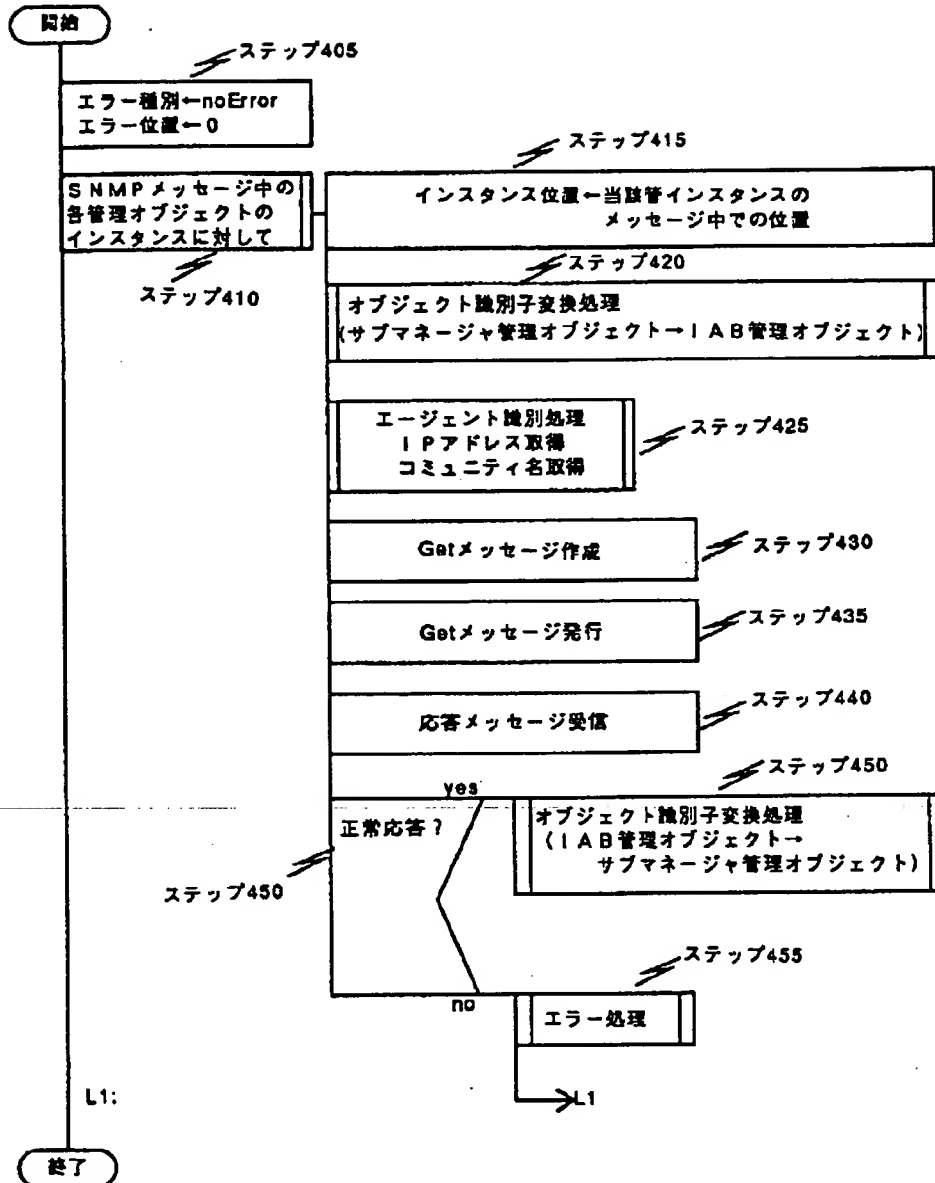 開始
ステップ405
エラー種別←noError
エラー位置←0
ステップ415
SNMPメッセージ中の
各管理オブジェクトの
インスタンスに対して
インスタンス位置←当該管インスタンスの
メッセージ中での位置
ステップ410
ステップ420
オブジェクト識別子変換処理
(サブマネージャ管理オブジェクト→IAB管理オブジェクト)
エージェント識別処理
IPアドレス取得
コミュニティ名取得
ステップ425
Getメッセージ作成
ステップ430
Getメッセージ発行
ステップ435
応答メッセージ受信
ステップ440
ステップ450
yes
正常応答?
オブジェクト識別子変換処理
(IAB管理オブジェクト→
サブマネージャ管理オブジェクト)
ステップ450
ステップ455
no
エラー処理
L1:
L1
終了